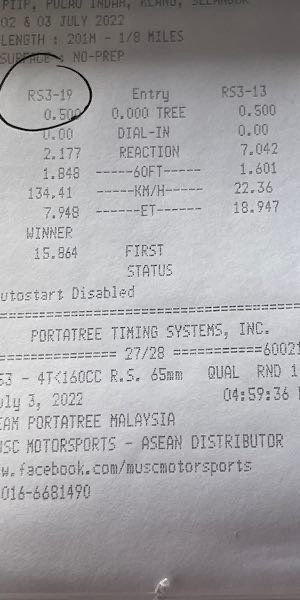 PTIP, PULAU INDAH, KLANG, SELANGOR
02 & 03 JULY 2022
LENGTH : 201M - 1/8 MILES
SURFACE : NO-PREP
RS3-19 Entry RS3-13
0.500 0.000 TREE 0.500
0.00 DIAL-IN 0.00
2.177 REACTION 7.042
1.848 -----60FT----- 1.601
134.41 -----KM/H----- 22.36
7.948 ------ET------ 18.947
WINNER
15.864 FIRST
STATUS
utostart Disabled
PORTATREE TIMING SYSTEMS, INC.
============= 27/28 ==========60021
S3 - 4T<160CC R.S. 65mm QUAL RND 1
uly 3, 2022 04:59:36
EAM PORTATREE MALAYSIA
USC MOTORSPORTS - ASEAN DISTRIBUTOR
w.facebook.com/muscmotorsports
016-6681490